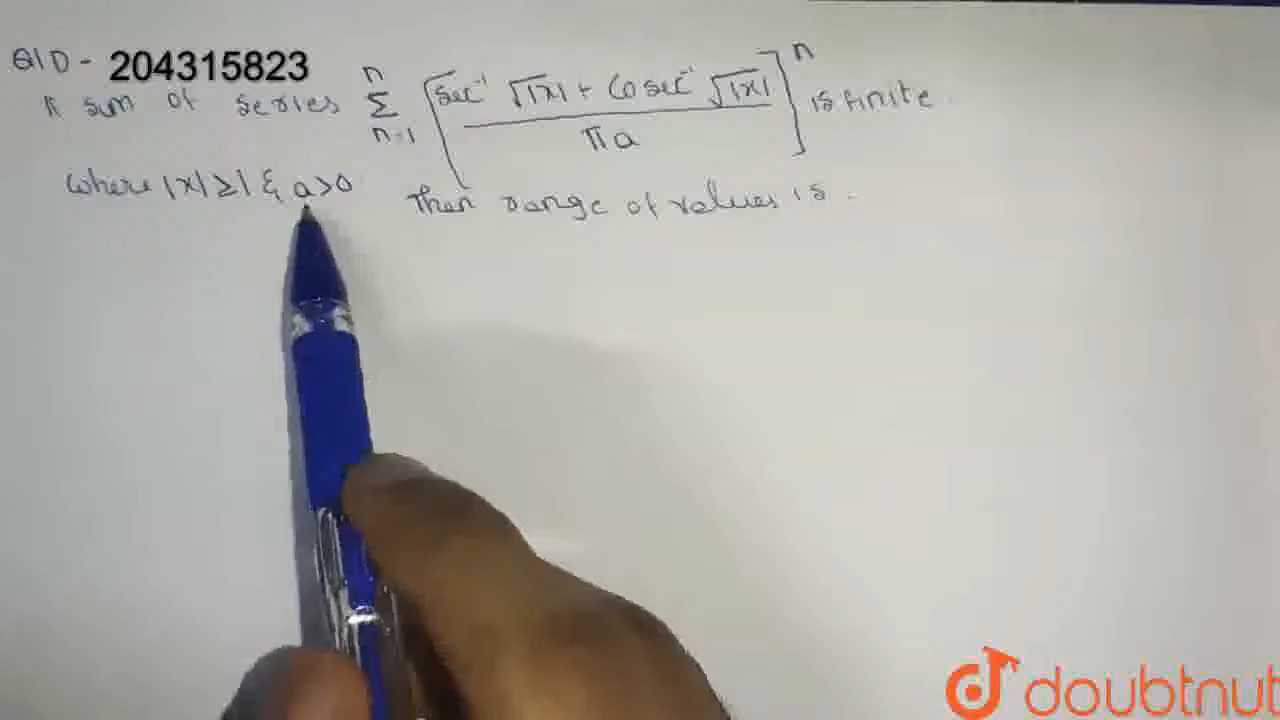 QID - 204315823
If sum of series n Σ n=1 [sec⁻¹ √|x| + Cosec⁻¹ √|x| / πa]ⁿ is finite.
where |x| ≥ 1 & a>0 Then range of values is.
doubtnut